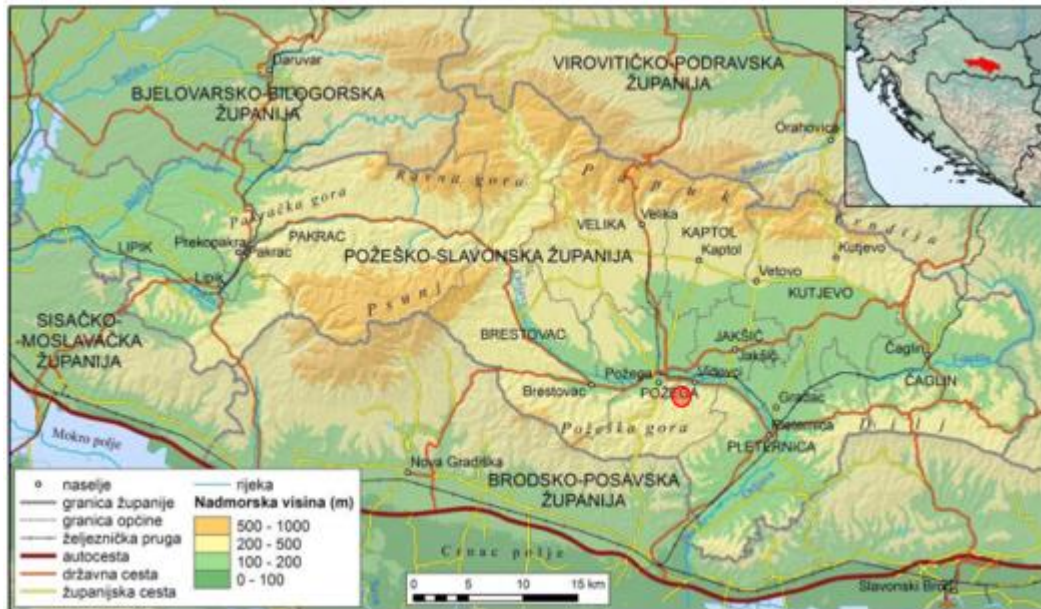 Daruvar
VIROVITIČKO-PODRAVSKA
ŽUPANIJA
BJELOVARSKO-BILOGORSKA
ŽUPANIJA
Orahovica
Ravna gora
Papuk
Pakračka gora
VELIKA
Velika
KAPTOL
Kaptol
Krndija
Kutjevo
LIPIK
Prekopakra
Pakrac
PAKRAC
POŽEŠKO-SLAVONSKA ŽUPANIJA
Vetovo
KUTJEVO
Lipik
Psunj
SISAČKO-
-MOSLAVAČKA
ŽUPANIJA
BRESTOVAC
JAKŠIĆ
Jakšić
Čaglin
ČAGLIN
Požega
Vidovci
Brestovac
POŽEGA
Gradac
Požeška gora
Pleternica
PLETERNICA
Dilj
Mokro polje
Nova Gradiška
BRODSKO-POSAVSKA
ŽUPANIJA
Crnac polje
Slavonski Brod
naselje
granica županije
granica općine
željeznička pruga
autocesta
državna cesta
županijska cesta
rijeka
Nadmorska visina (m)
500 - 1000
200 - 500
100 - 200
0 - 100
0 5 10 15 km